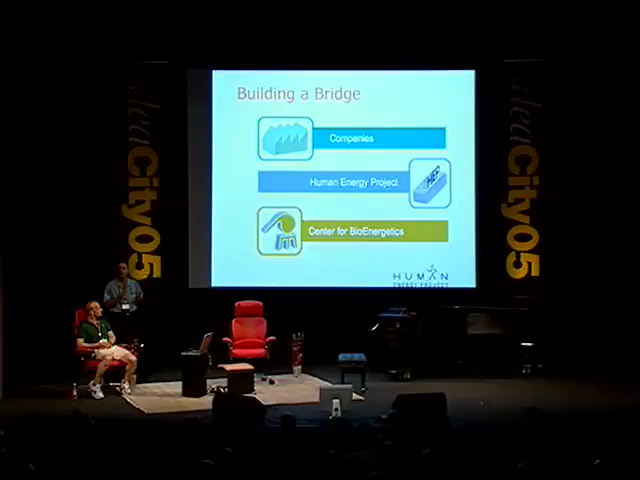 Building a Bridge
Companies
Human Energy Project
HEP
Center for BioEnergetics
HUMAN
ENERGY PROJECT
ideaCity05
ideaCity05